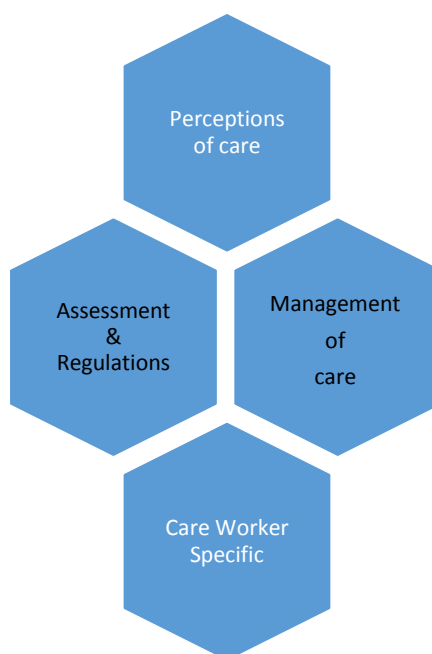 Perceptions
of care
Assessment
&
Regulations
Management
of
care
Care Worker
Specific